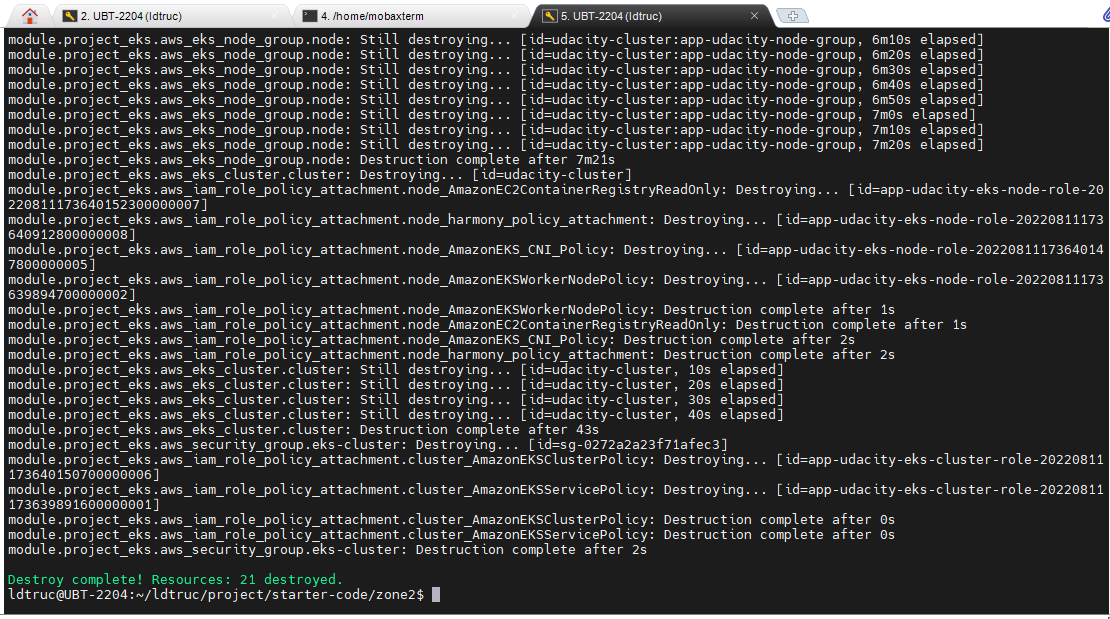 2. UBT-2204 (ldtruc)
4. /home/mobaxterm
5. UBT-2204 (ldtruc)
module.project_eks.aws_eks_node_group.node: Still destroying... [id=udacity-cluster:app-udacity-node-group, 6m10s elapsed]
module.project_eks.aws_eks_node_group.node: Still destroying... [id=udacity-cluster:app-udacity-node-group, 6m20s elapsed]
module.project_eks.aws_eks_node_group.node: Still destroying... [id=udacity-cluster:app-udacity-node-group, 6m30s elapsed]
module.project_eks.aws_eks_node_group.node: Still destroying... [id=udacity-cluster:app-udacity-node-group, 6m40s elapsed]
module.project_eks.aws_eks_node_group.node: Still destroying... [id=udacity-cluster:app-udacity-node-group, 6m50s elapsed]
module.project_eks.aws_eks_node_group.node: Still destroying... [id=udacity-cluster:app-udacity-node-group, 7m0s elapsed]
module.project_eks.aws_eks_node_group.node: Still destroying... [id=udacity-cluster:app-udacity-node-group, 7m10s elapsed]
module.project_eks.aws_eks_node_group.node: Still destroying... [id=udacity-cluster:app-udacity-node-group, 7m20s elapsed]
module.project_eks.aws_eks_node_group.node: Destruction complete after 7m21s
module.project_eks.aws_eks_cluster.cluster: Destroying... [id=udacity-cluster]
module.project_eks.aws_iam_role_policy_attachment.node_AmazonEC2ContainerRegistryReadOnly: Destroying... [id=app-udacity-eks-node-role-20
220811173640152300000007]
module.project_eks.aws_iam_role_policy_attachment.node_harmony_policy_attachment: Destroying... [id=app-udacity-eks-node-role-20220811173
640912800000008]
module.project_eks.aws_iam_role_policy_attachment.node_AmazonEKS_CNI_Policy: Destroying... [id=app-udacity-eks-node-role-2022081117364014
7800000005]
module.project_eks.aws_iam_role_policy_attachment.node_AmazonEKSWorkerNodePolicy: Destroying... [id=app-udacity-eks-node-role-20220811173
639894700000002]
module.project_eks.aws_iam_role_policy_attachment.node_AmazonEKSWorkerNodePolicy: Destruction complete after 1s
module.project_eks.aws_iam_role_policy_attachment.node_AmazonEC2ContainerRegistryReadOnly: Destruction complete after 1s
module.project_eks.aws_iam_role_policy_attachment.node_AmazonEKS_CNI_Policy: Destruction complete after 2s
module.project_eks.aws_iam_role_policy_attachment.node_harmony_policy_attachment: Destruction complete after 2s
module.project_eks.aws_eks_cluster.cluster: Still destroying... [id=udacity-cluster, 10s elapsed]
module.project_eks.aws_eks_cluster.cluster: Still destroying... [id=udacity-cluster, 20s elapsed]
module.project_eks.aws_eks_cluster.cluster: Still destroying... [id=udacity-cluster, 30s elapsed]
module.project_eks.aws_eks_cluster.cluster: Still destroying... [id=udacity-cluster, 40s elapsed]
module.project_eks.aws_eks_cluster.cluster: Destruction complete after 43s
module.project_eks.aws_security_group.eks-cluster: Destroying... [id=sg-0272a2a23f71afec3]
module.project_eks.aws_iam_role_policy_attachment.cluster_AmazonEKSClusterPolicy: Destroying... [id=app-udacity-eks-cluster-role-20220811
173640150700000006]
module.project_eks.aws_iam_role_policy_attachment.cluster_AmazonEKSServicePolicy: Destroying... [id=app-udacity-eks-cluster-role-20220811
173639891600000001]
module.project_eks.aws_iam_role_policy_attachment.cluster_AmazonEKSClusterPolicy: Destruction complete after 0s
module.project_eks.aws_iam_role_policy_attachment.cluster_AmazonEKSServicePolicy: Destruction complete after 0s
module.project_eks.aws_security_group.eks-cluster: Destruction complete after 2s
Destroy complete! Resources: 21 destroyed.
ldtruc@UBT-2204:~/ldtruc/project/starter-code/zone2$